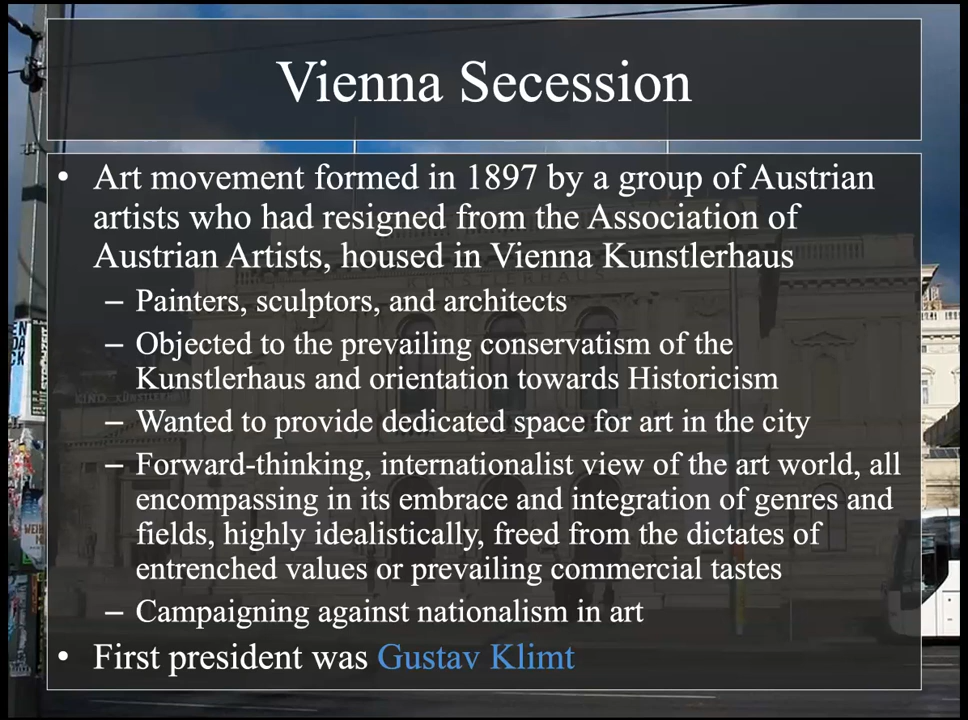 Vienna Secession
• Art movement formed in 1897 by a group of Austrian
artists who had resigned from the Association of
Austrian Artists, housed in Vienna Kunstlerhaus
– Painters, sculptors, and architects
– Objected to the prevailing conservatism of the
Kunstlerhaus and orientation towards Historicism
– Wanted to provide dedicated space for art in the city
– Forward-thinking, internationalist view of the art world, all
encompassing in its embrace and integration of genres and
fields, highly idealistically, freed from the dictates of
entrenched values or prevailing commercial tastes
– Campaigning against nationalism in art
• First president was Gustav Klimt
KÜNSTLERHAUS
KINO KÜNSTLERHAUS